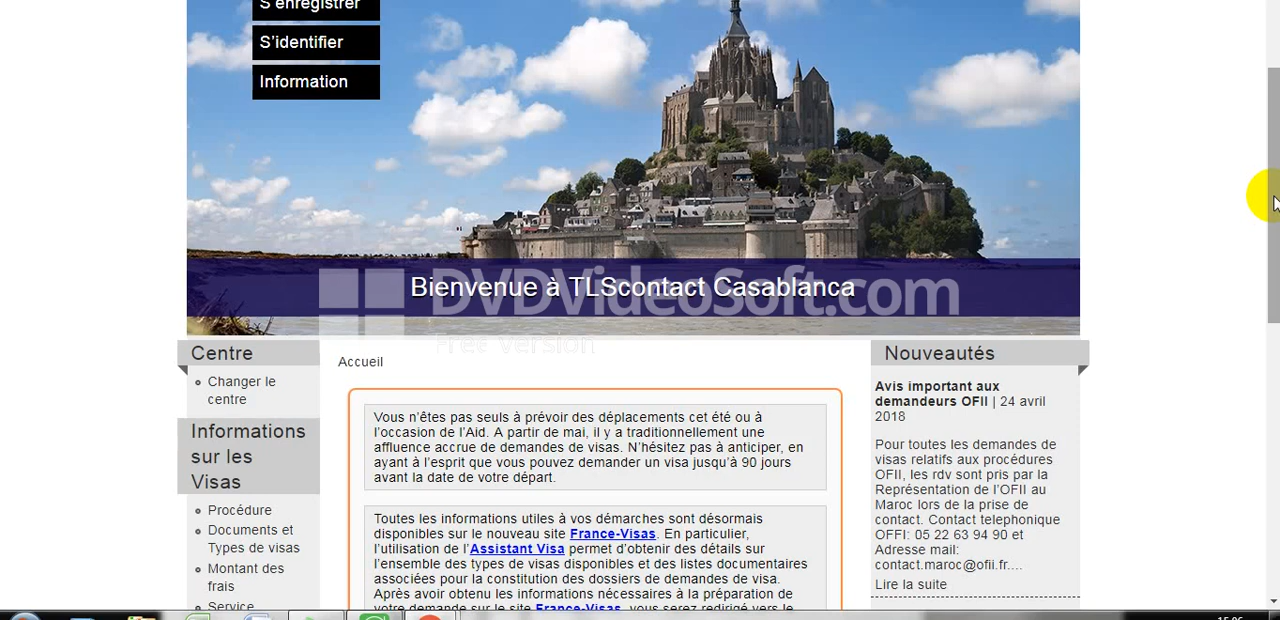 S'enregistrer
S'identifier
Information
DVDVideoSoft.com
Free version
Bienvenue à TLScontact Casablanca
Centre
Changer le
centre
Informations
sur les
Visas
Procédure
Documents et
Types de visas
Montant des
frais
Service
Accueil
Vous n'êtes pas seuls à prévoir des déplacements cet été ou à
l'occasion de l'Aid. A partir de mai, il y a traditionnellement une
affluence accrue de demandes de visas. N'hésitez pas à anticiper, en
ayant à l'esprit que vous pouvez demander un visa jusqu'à 90 jours
avant la date de votre départ.
Toutes les informations utiles à vos démarches sont désormais
disponibles sur le nouveau site France-Visas. En particulier,
l'utilisation de l'Assistant Visa permet d'obtenir des détails sur
l'ensemble des types de visas disponibles et des listes documentaires
associées pour la constitution des dossiers de demandes de visa.
Après avoir obtenu les informations nécessaires à la préparation de
votre demande sur le site France-Visas, vous serez redirigé vers le
Nouveautés
Avis important aux
demandeurs OFII | 24 avril
2018
Pour toutes les demandes de
visas relatifs aux procédures
OFII, les rdv sont pris par la
Représentation de l'OFII au
Maroc lors de la prise de
contact. Contact telephonique
OFFI: 05 22 63 94 90 et
Adresse mail:
contact.maroc@ofii.fr....
Lire la suite